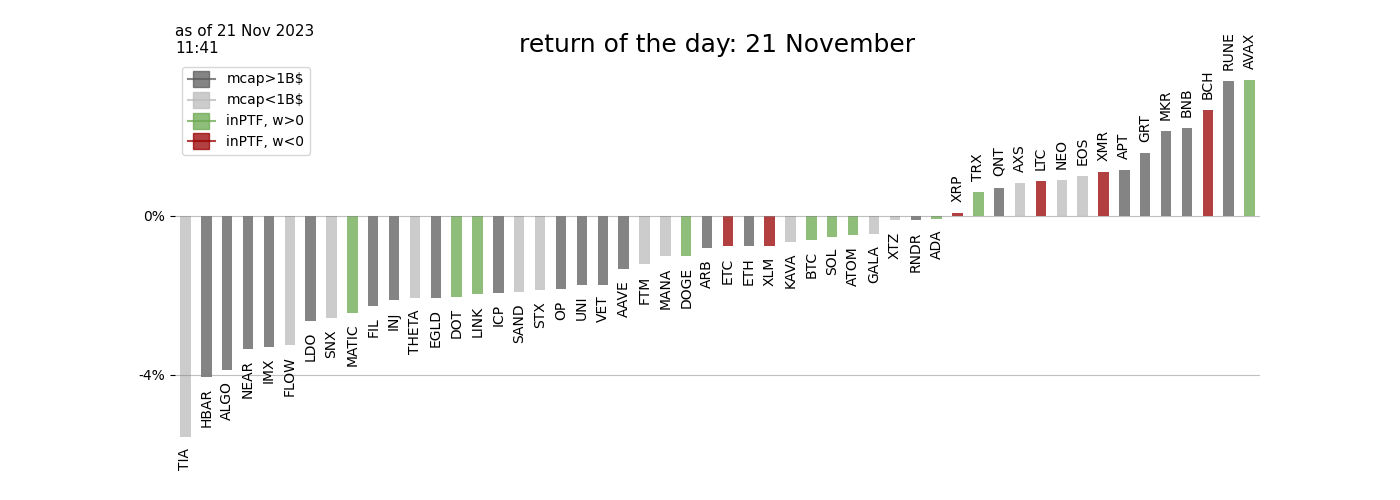 as of 21 Nov 2023
11:41
return of the day: 21 November
mcap>1B$
mcap<1B$
inPTF, w>0
inPTF, w<0
0%
-4%
TIA
HBAR
ALGO
NEAR
IMX
FLOW
LDO
SNX
MATIC
FIL
INJ
THETA
EGLD
DOT
LINK
ICP
SAND
STX
OP
UNI
VET
AAVE
FTM
MANA
DOGE
ARB
ETC
ETH
XLM
KAVA
BTC
SOL
ATOM
GALA
XTZ
RNDR
ADA
XRP
TRX
QNT
AXS
LTC
NEO
EOS
XMR
APT
GRT
MKR
BNB
BCH
RUNE
AVAX